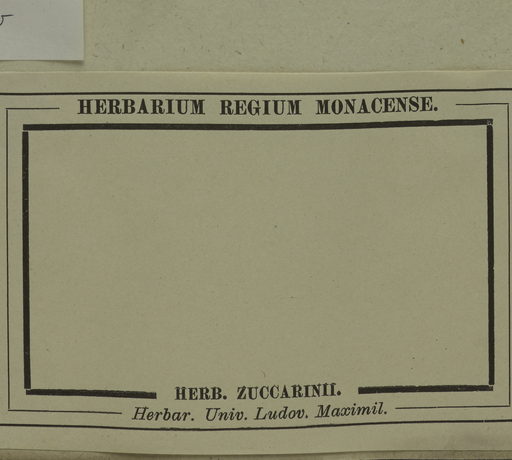 HERBARIUM REGIUM MONACENSE.
HERB. ZUCCARINII.
Herbar. Univ. Ludov. Maximil.